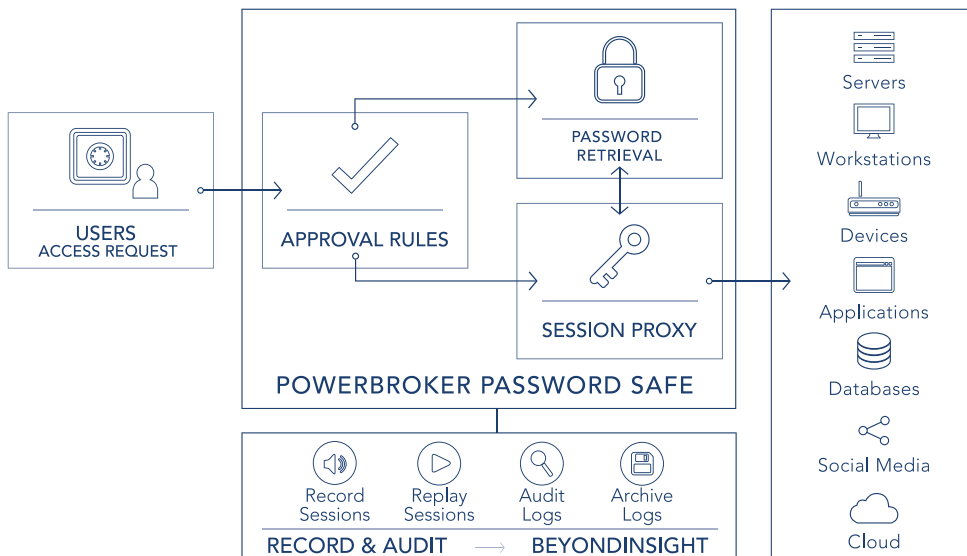 USERS
ACCESS REQUEST
APPROVAL RULES
PASSWORD
RETRIEVAL
SESSION PROXY
POWERBROKER PASSWORD SAFE
Record
Sessions
Replay
Sessions
Audit
Logs
Archive
Logs
RECORD & AUDIT → BEYONDINSIGHT
Servers
Workstations
Devices
Applications
Databases
Social Media
Cloud